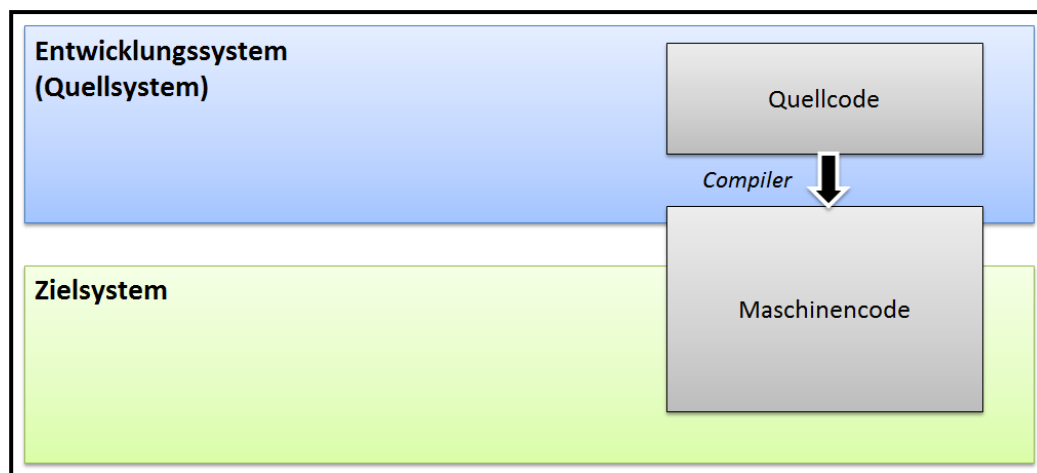 Entwicklungssystem
(Quellsystem)
Quellcode
Compiler
Zielsystem
Maschinencode